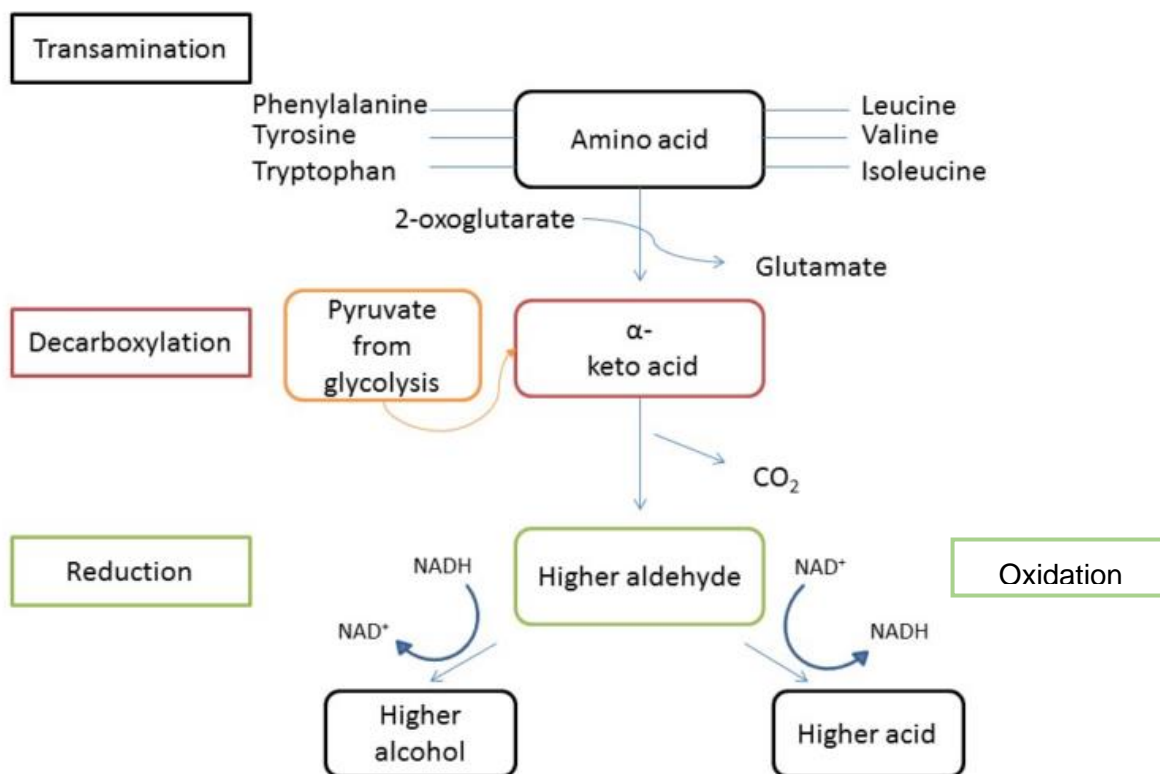 Transamination
Phenylalanine
Tyrosine
Tryptophan
Amino acid
Leucine
Valine
Isoleucine
2-oxoglutarate
Glutamate
Decarboxylation
Pyruvate
from
glycolysis
α-
keto acid
CO₂
Reduction
NADH
NAD⁺
Higher aldehyde
NAD⁺
NADH
Oxidation
Higher
alcohol
Higher acid